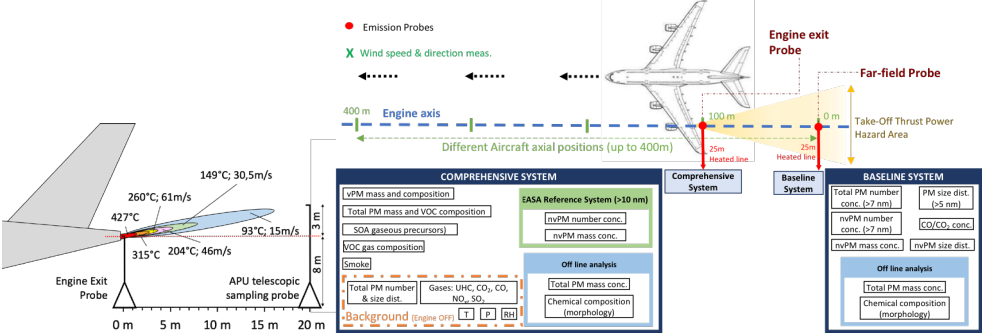 Emission Probes
X Wind speed & direction meas.
Engine exit
Probe
Far-field Probe
400 m
Engine axis
100 m
0 m
Take-Off Thrust Power
Hazard Area
Different Aircraft axial positions (up to 400m)
25m
Heated line
25m
Heated line
Comprehensive
System
Baseline
System
149°C; 30,5m/s
260°C; 61m/s
427°C
315°C
204°C; 46m/s
93°C; 15m/s
3 m
8 m
Engine Exit
Probe
APU telescopic
sampling probe
0 m
5 m
10 m
15 m
20 m
COMPREHENSIVE SYSTEM
vPM mass and composition
Total PM mass and VOC composition
SOA gaseous precursors)
VOC gas composition
Smoke
EASA Reference System (>10 nm)
nvPM number conc.
nvPM mass conc.
Total PM number
& size dist.
Gases: UHC, CO₂, CO,
NOₓ, SO₂
Background (Engine OFF)
T
P
RH
Off line analysis
Total PM mass conc.
Chemical composition
(morphology)
BASELINE SYSTEM
Total PM number
conc. (>7 nm)
PM size dist.
(>5 nm)
nvPM number
conc. (>7 nm)
CO/CO₂ conc.
nvPM mass conc.
nvPM size dist.
Off line analysis
Total PM mass conc.
Chemical composition
(morphology)